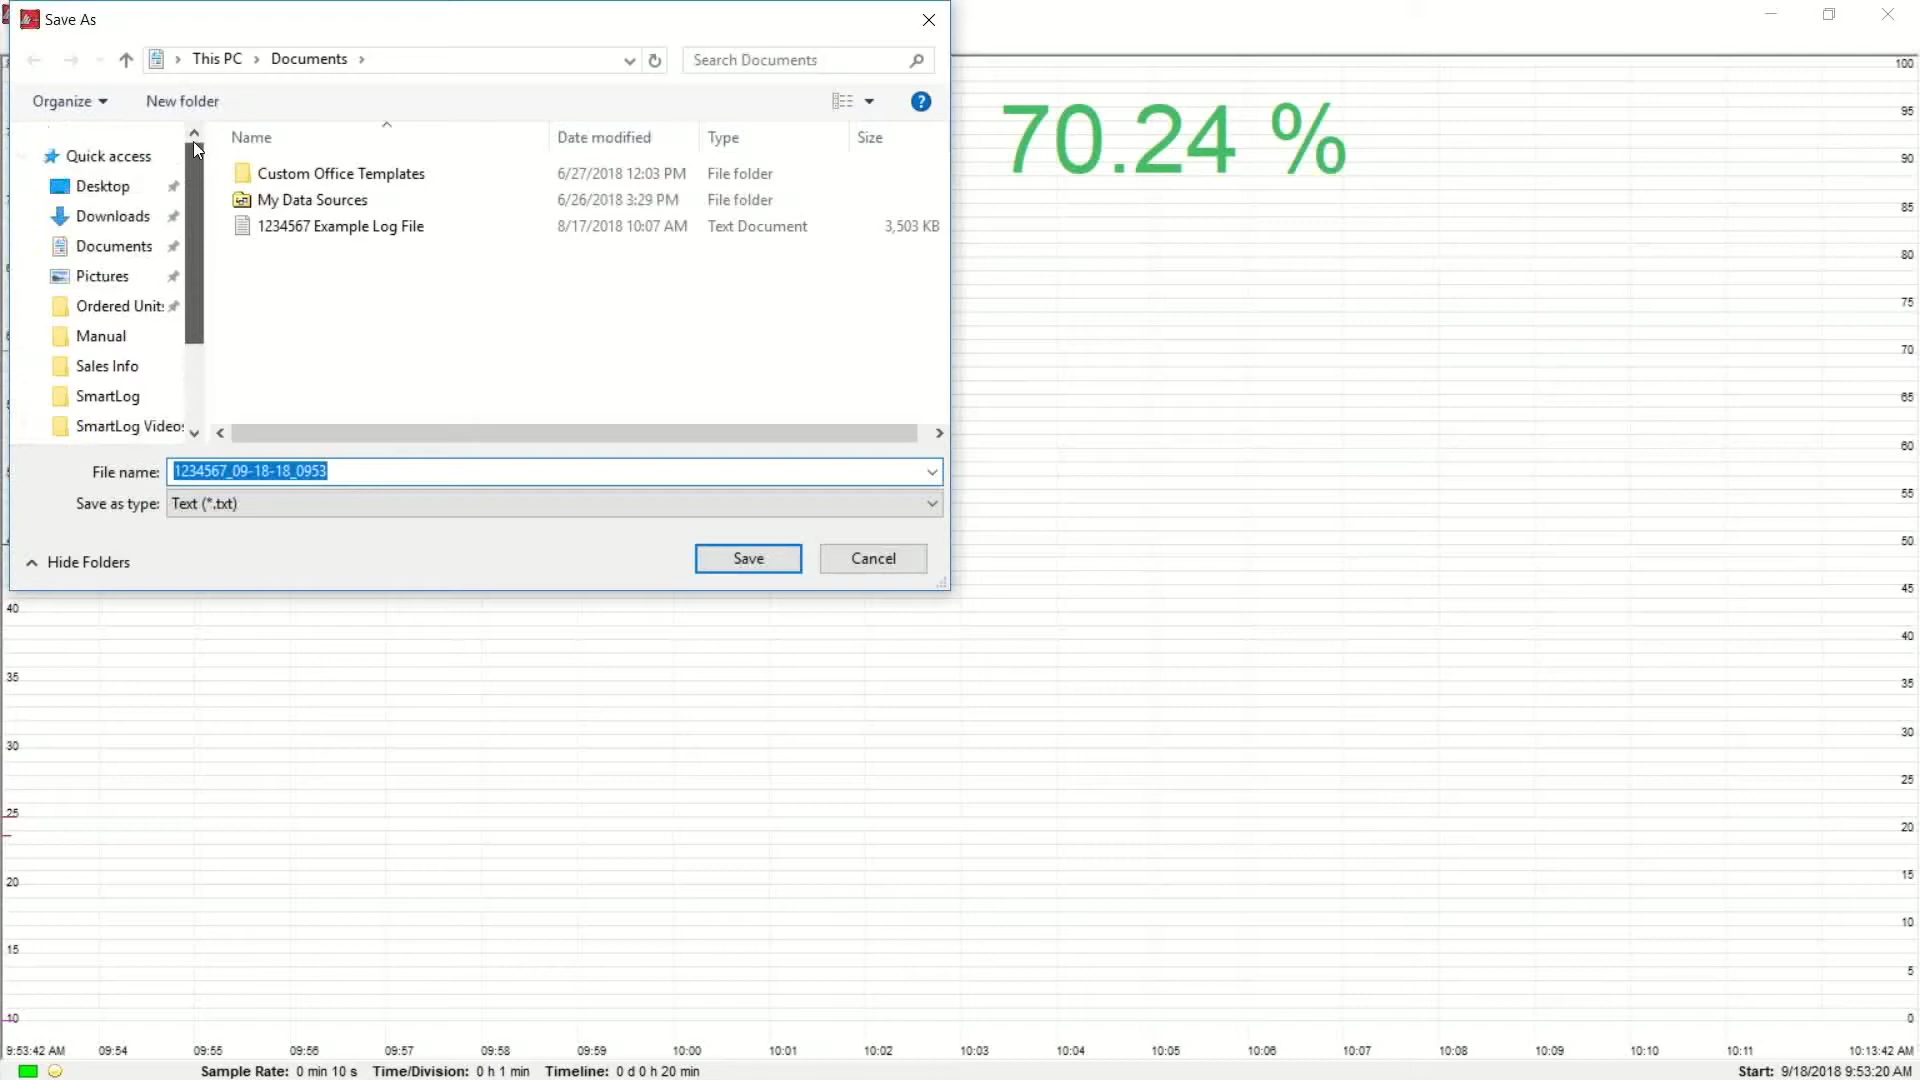 Save As
This PC > Documents >
Search Documents
Organize
New folder
?
Name Date modified Type Size
Quick access
Desktop
Downloads
Documents
Pictures
Ordered Unit
Manual
Sales Info
SmartLog
SmartLog Video
Custom Office Templates 6/27/2018 12:03 PM File folder
My Data Sources 6/26/2018 3:29 PM File folder
1234567 Example Log File 8/17/2018 10:07 AM Text Document 3,503 KB
File name: 1234567_09-18-18_0953
Save as type: Text (*.txt)
Hide Folders
Save
Cancel
70.24 %
100
95
90
85
80
75
70
65
60
55
50
45
40
35
30
25
20
15
10
5
0
40
35
30
25
20
15
10
9:53:42 AM 09:54 09:55 09:56 09:57 09:58 09:59 10:00 10:01 10:02 10:03 10:04 10:05 10:06 10:07 10:08 10:09 10:10 10:11 10:13:42 AM
Sample Rate: 0 min 10 s Time/Division: 0 h 1 min Timeline: 0 d 0 h 20 min Start: 9/18/2018 9:53:20 AM